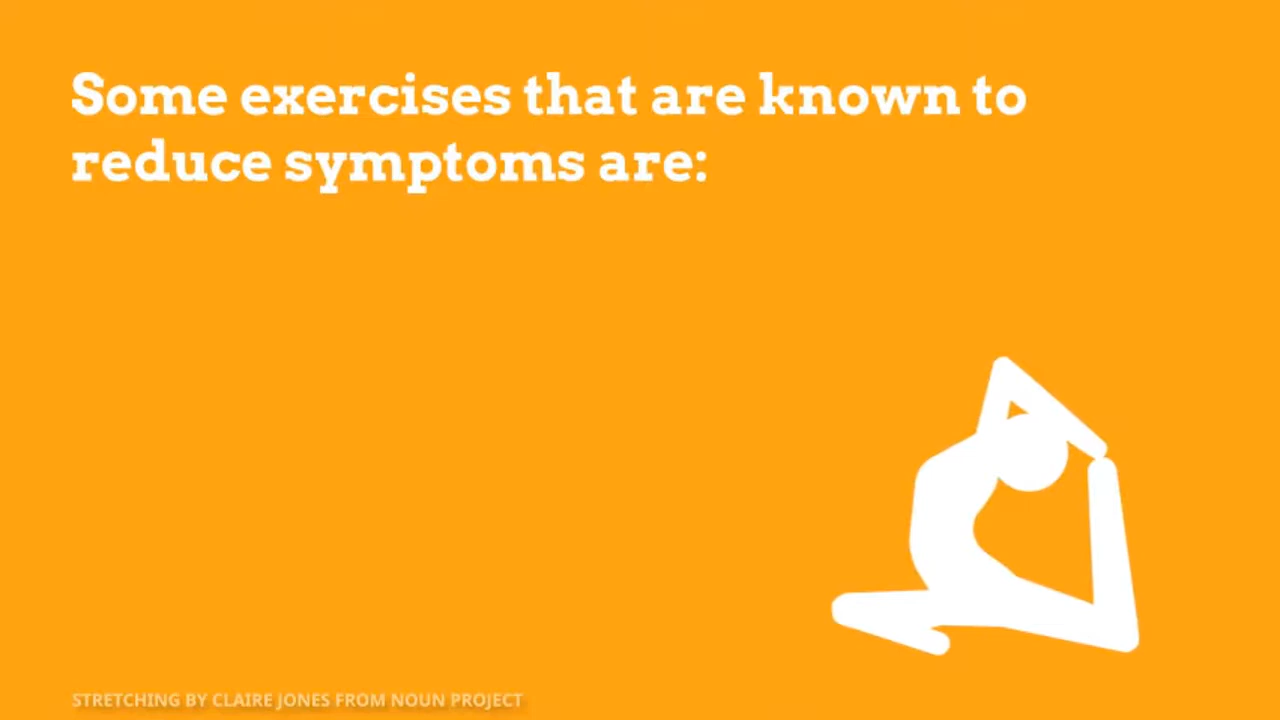 Some exercises that are known to
reduce symptoms are:
STRETCHING BY CLAIRE JONES FROM NOUN PROJECT